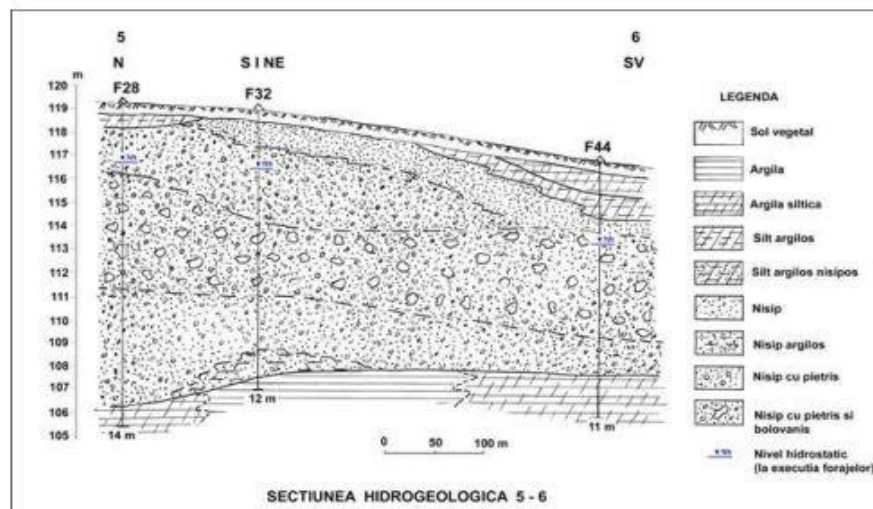 5
6
N
S I NE
SV
m
F28
F32
F44
120
119
118
117
116
115
114
113
112
111
110
109
108
107
106
105
14 m
12 m
11 m
0 50 100 m
LEGENDA
Sol vegetal
Argila
Argila siltica
Silt argilos
Silt argilos nisipos
Nisip
Nisip argilos
Nisip cu pietris
Nisip cu pietris si
bolovanis
Nivel hidrostatic
(la executia forajelor)
SECTIUNEA HIDROGEOLOGICA 5 - 6